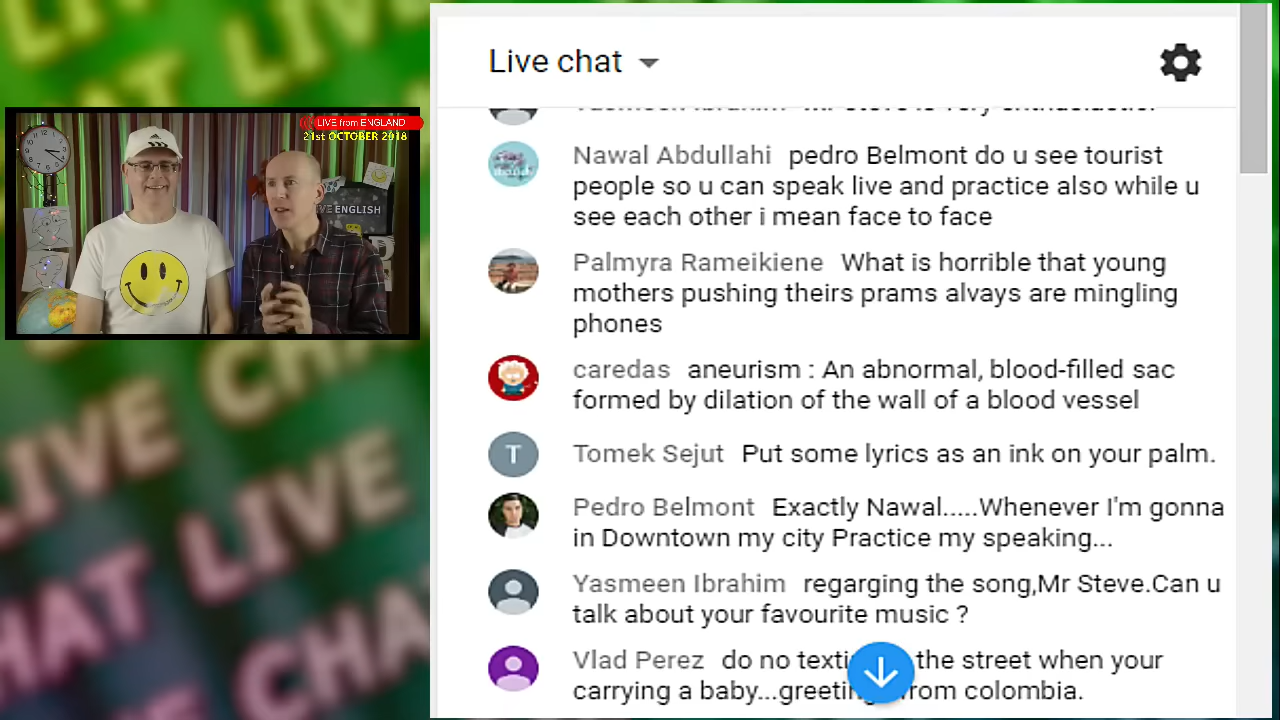 LIVE from ENGLAND
21st OCTOBER 2018
ENGLISH
Live chat
Nawal Abdullahi pedro Belmont do u see tourist
people so u can speak live and practice also while u
see each other i mean face to face
Palmyra Rameikiene What is horrible that young
mothers pushing theirs prams alvays are mingling
phones
caredas aneurism : An abnormal, blood-filled sac
formed by dilation of the wall of a blood vessel
T
Tomek Sejut Put some lyrics as an ink on your palm.
Pedro Belmont Exactly Nawal.....Whenever I'm gonna
in Downtown my city Practice my speaking...
Yasmeen Ibrahim regarging the song,Mr Steve.Can u
talk about your favourite music ?
Vlad Perez do no the street when your
carrying a baby... from colombia.
LIVE CHAT
LIVE CHAT
LIVE
CHAT